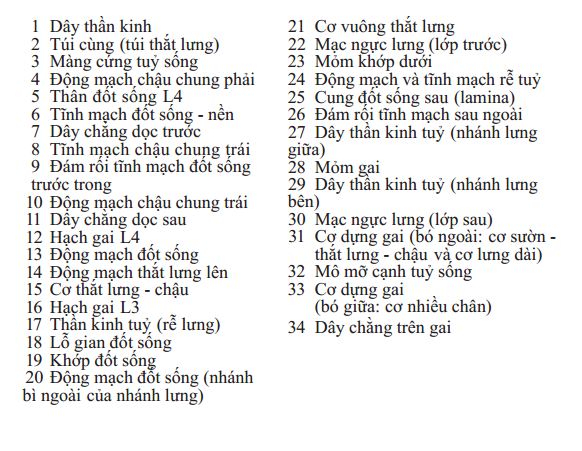 1 Dây thần kinh
2 Túi cùng (túi thắt lưng)
3 Màng cứng tuỷ sống
4 Động mạch chậu chung phải
5 Thân đốt sống L4
6 Tĩnh mạch đốt sống - nền
7 Dây chằng dọc trước
8 Tĩnh mạch chậu chung trái
9 Đám rối tĩnh mạch đốt sống
trước trong
10 Động mạch chậu chung trái
11 Dây chằng dọc sau
12 Hạch gai L4
13 Động mạch đốt sống
14 Động mạch thắt lưng lên
15 Cơ thắt lưng - chậu
16 Hạch gai L3
17 Thần kinh tuỷ (rễ lưng)
18 Lỗ gian đốt sống
19 Khớp đốt sống
20 Động mạch đốt sống (nhánh
bì ngoài của nhánh lưng)
21 Cơ vuông thắt lưng
22 Mạc ngực lưng (lớp trước)
23 Mỏm khớp dưới
24 Động mạch và tĩnh mạch rễ tuỷ
25 Cung đốt sống sau (lamina)
26 Đám rối tĩnh mạch sau ngoài
27 Dây thần kinh tuỷ (nhánh lưng
giữa)
28 Mỏm gai
29 Dây thần kinh tuỷ (nhánh lưng
bên)
30 Mạc ngực lưng (lớp sau)
31 Cơ dựng gai (bó ngoài: cơ sườn -
thắt lưng - chậu và cơ lưng dài)
32 Mô mỡ cạnh tuỷ sống
33 Cơ dựng gai
(bó giữa: cơ nhiều chân)
34 Dây chằng trên gai